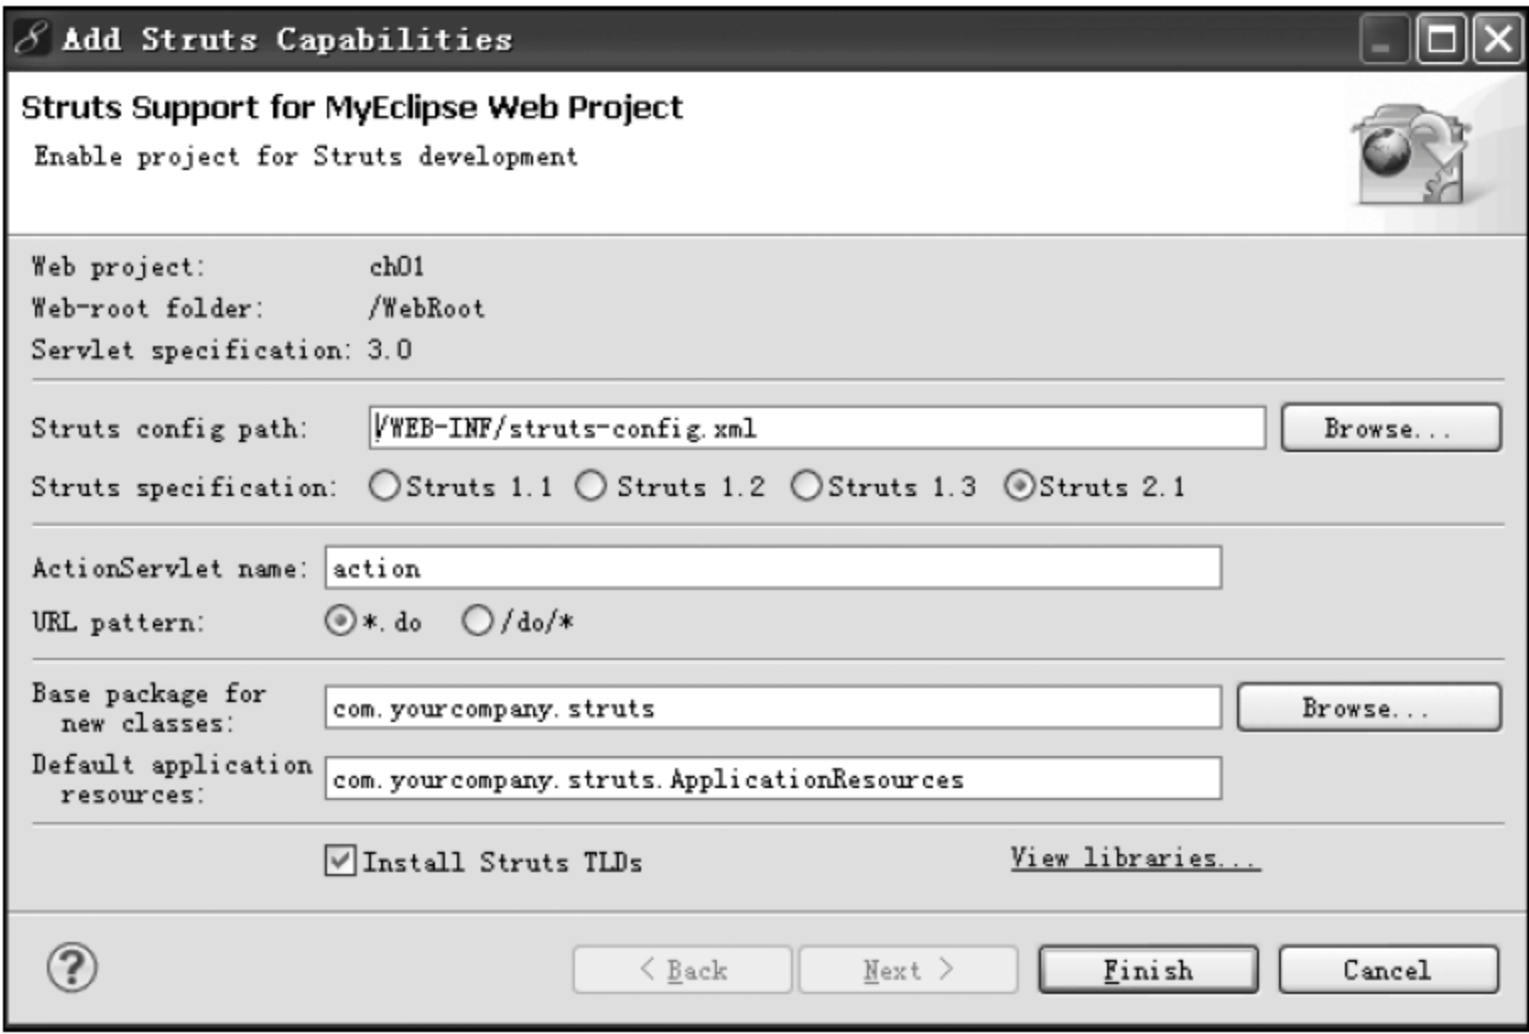 Add Struts Capabilities
Struts Support for MyEclipse Web Project
Enable project for Struts development
Web project: ch01
Web-root folder: /WebRoot
Servlet specification: 3.0
Struts config path: /WEB-INF/struts-config.xml Browse...
Struts specification: Struts 1.1 Struts 1.2 Struts 1.3 Struts 2.1
ActionServlet name: action
URL pattern: *.do /do/*
Base package for
new classes: com.yourcompany.struts Browse...
Default application
resources: com.yourcompany.struts.ApplicationResources
Install Struts TLDs View libraries...
? < Back Next > Finish Cancel